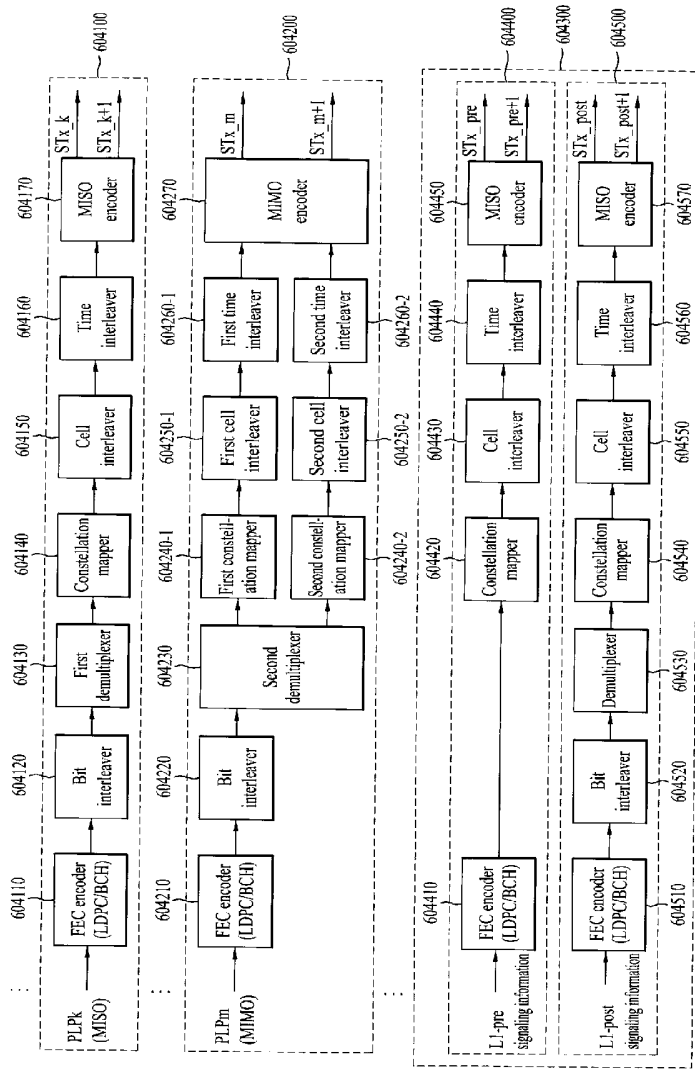 604110
604120
604130
604140
604150
604160
604170
PLPk
(MISO)
FEC encoder
(LDPC/BCH)
Bit
interleaver
First
demultiplexer
Constellation
mapper
Cell
interleaver
Time
interleaver
MISO
encoder
STx_k
STx_k+1
604100
604210
604220
604230
604240-1
604250-1
604260-1
604270
PLPm
(MIMO)
FEC encoder
(LDPC/BCH)
Bit
interleaver
Second
demultiplexer
First constell-
ation mapper
First cell
interleaver
First time
interleaver
Second constell-
ation mapper
Second cell
interleaver
Second time
interleaver
MIMO
encoder
STx_m
STx_m+1
604200
604240-2
604250-2
604260-2
604410
604420
604430
604440
604450
L1-pre
signaling information
FEC encoder
(LDPC/BCH)
Constellation
mapper
Cell
interleaver
Time
interleaver
MISO
encoder
STx_pre
STx_pre+1
604400
604300
L1-post
signaling information
FEC encoder
(LDPC/BCH)
Bit
interleaver
Demultiplexer
Constellation
mapper
Cell
interleaver
Time
interleaver
MISO
encoder
STx_post
STx_post+1
604500
604510
604520
604530
604540
604550
604560
604570